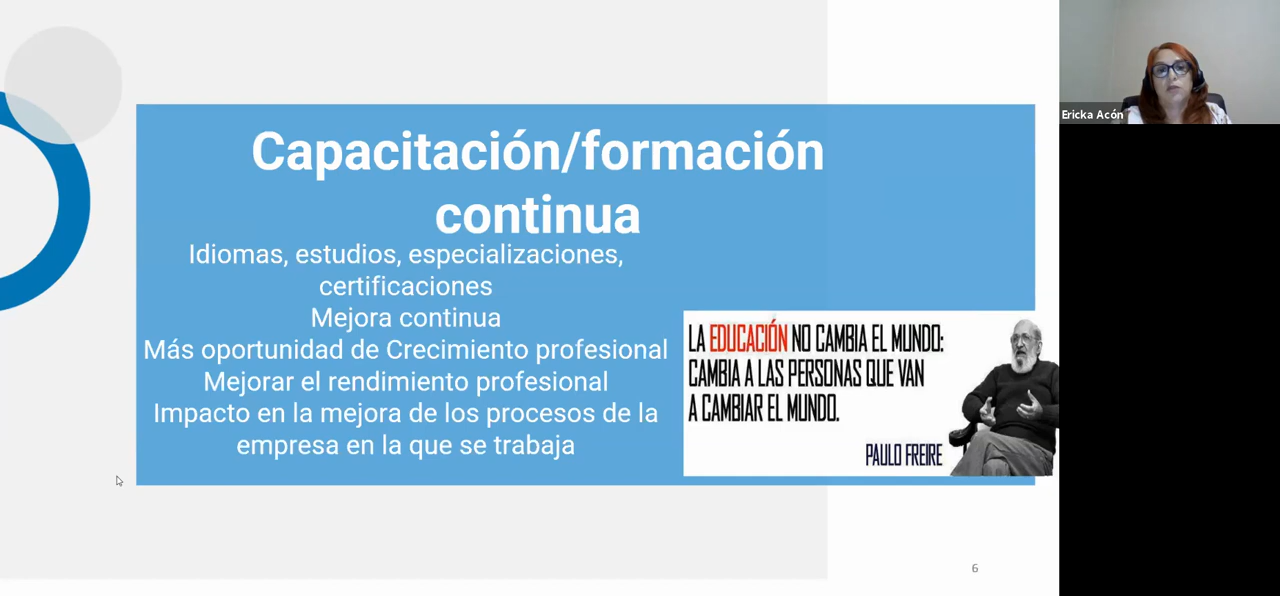 Capacitación/formación
continua
Idiomas, estudios, especializaciones,
certificaciones
Mejora continua
Más oportunidad de Crecimiento profesional
Mejorar el rendimiento profesional
Impacto en la mejora de los procesos de la
empresa en la que se trabaja
LA EDUCACIÓN NO CAMBIA EL MUNDO:
CAMBIA A LAS PERSONAS QUE VAN
A CAMBIAR EL MUNDO.
PAULO FREIRE
6
Ericka Acón